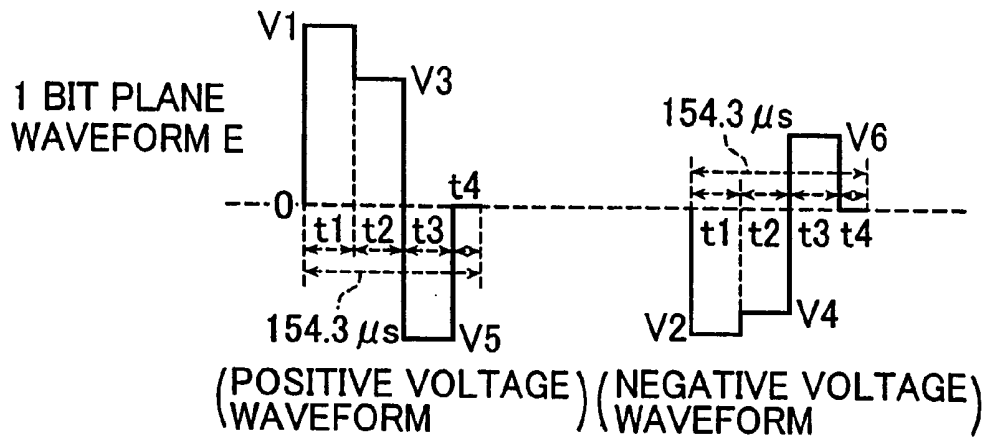 V1
V3
1 BIT PLANE
WAVEFORM E
0
t1 t2 t3 t4
154.3 μs
V5
(POSITIVE VOLTAGE
WAVEFORM)
154.3 μs
V6
t1 t2 t3 t4
V2
V4
(NEGATIVE VOLTAGE
WAVEFORM)